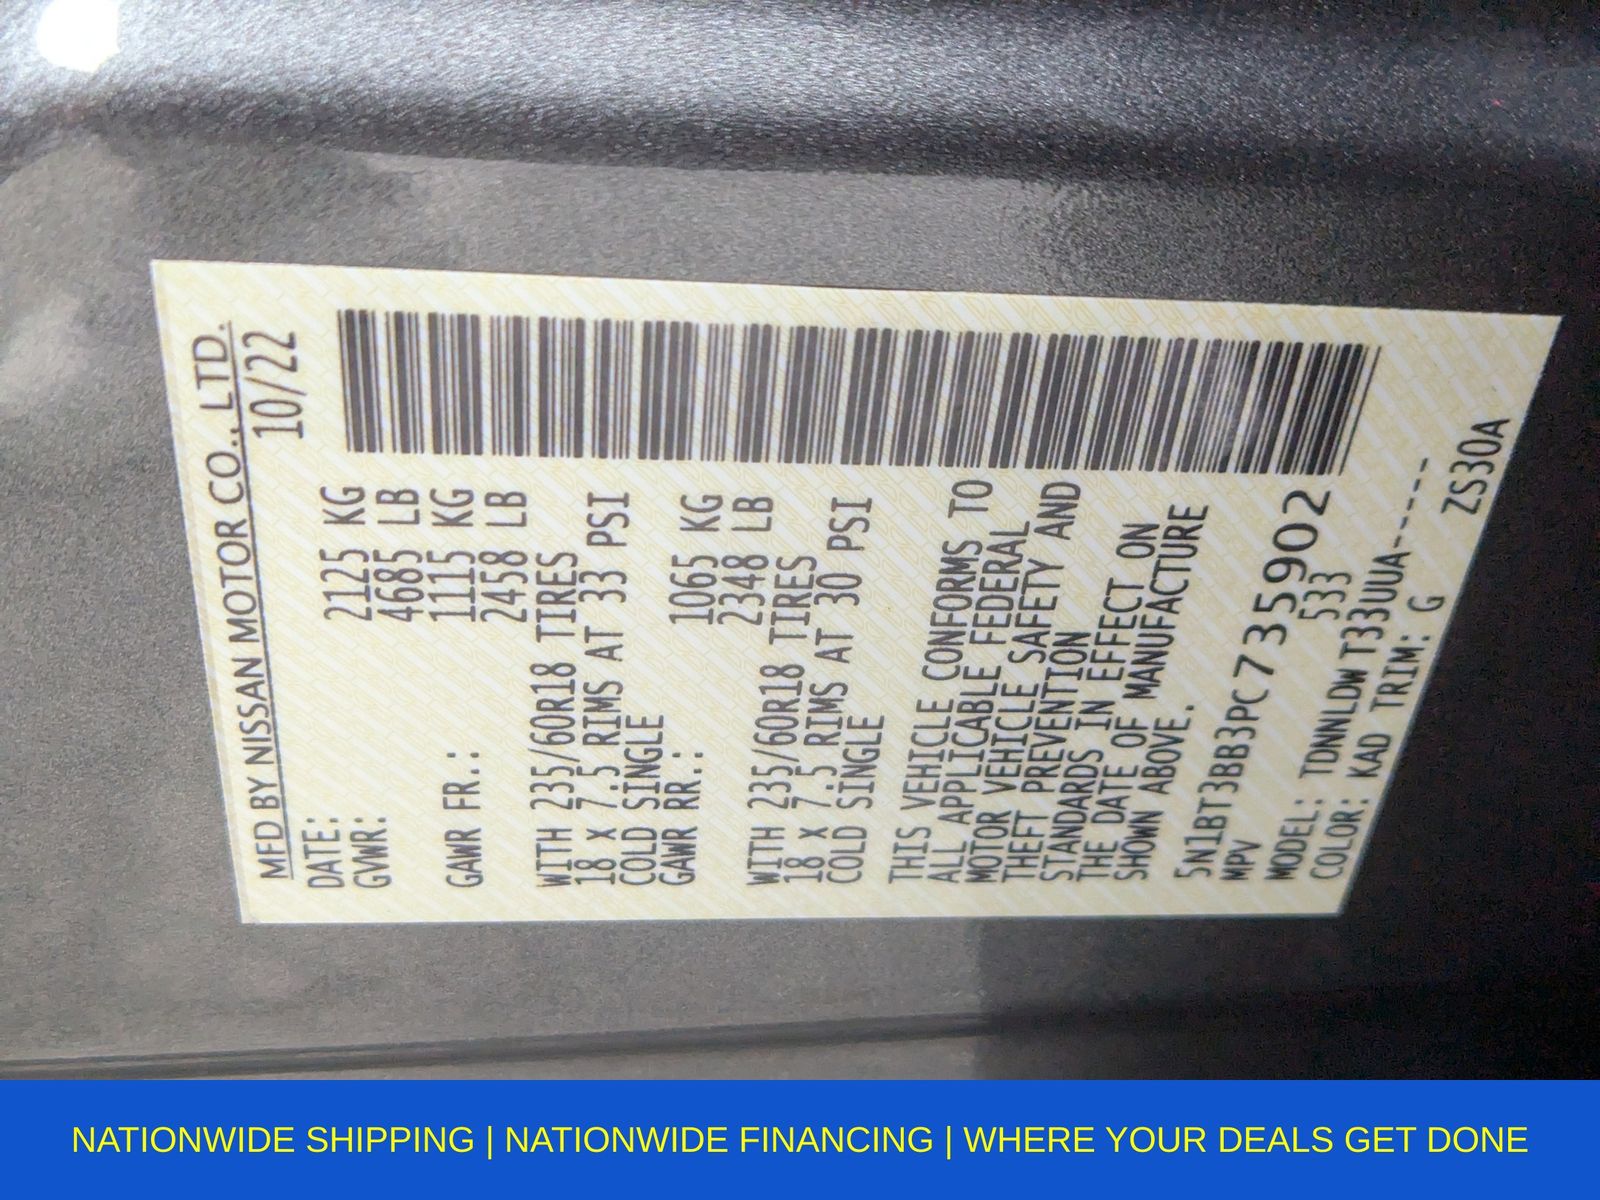 MFD BY NISSAN MOTOR CO., LTD.
DATE: 10/22
GVWR: 2125 KG
4685 LB
GAWR FR.: 1115 KG
2458 LB
WITH 235/60R18 TIRES
18 X 7.5 RIMS AT 33 PSI
COLD SINGLE
GAWR RR.: 1065 KG
2348 LB
WITH 235/60R18 TIRES
18 X 7.5 RIMS AT 30 PSI
COLD SINGLE
THIS VEHICLE CONFORMS TO
ALL APPLICABLE FEDERAL
MOTOR VEHICLE SAFETY AND
THEFT PREVENTION
STANDARDS IN EFFECT ON
THE DATE OF MANUFACTURE
SHOWN ABOVE.
5N1BT3BB3PC735902
MPV 533
MODEL: TDNNLDW T33UUA-----
COLOR: KAD TRIM: G ZS30A
NATIONWIDE SHIPPING | NATIONWIDE FINANCING | WHERE YOUR DEALS GET DONE